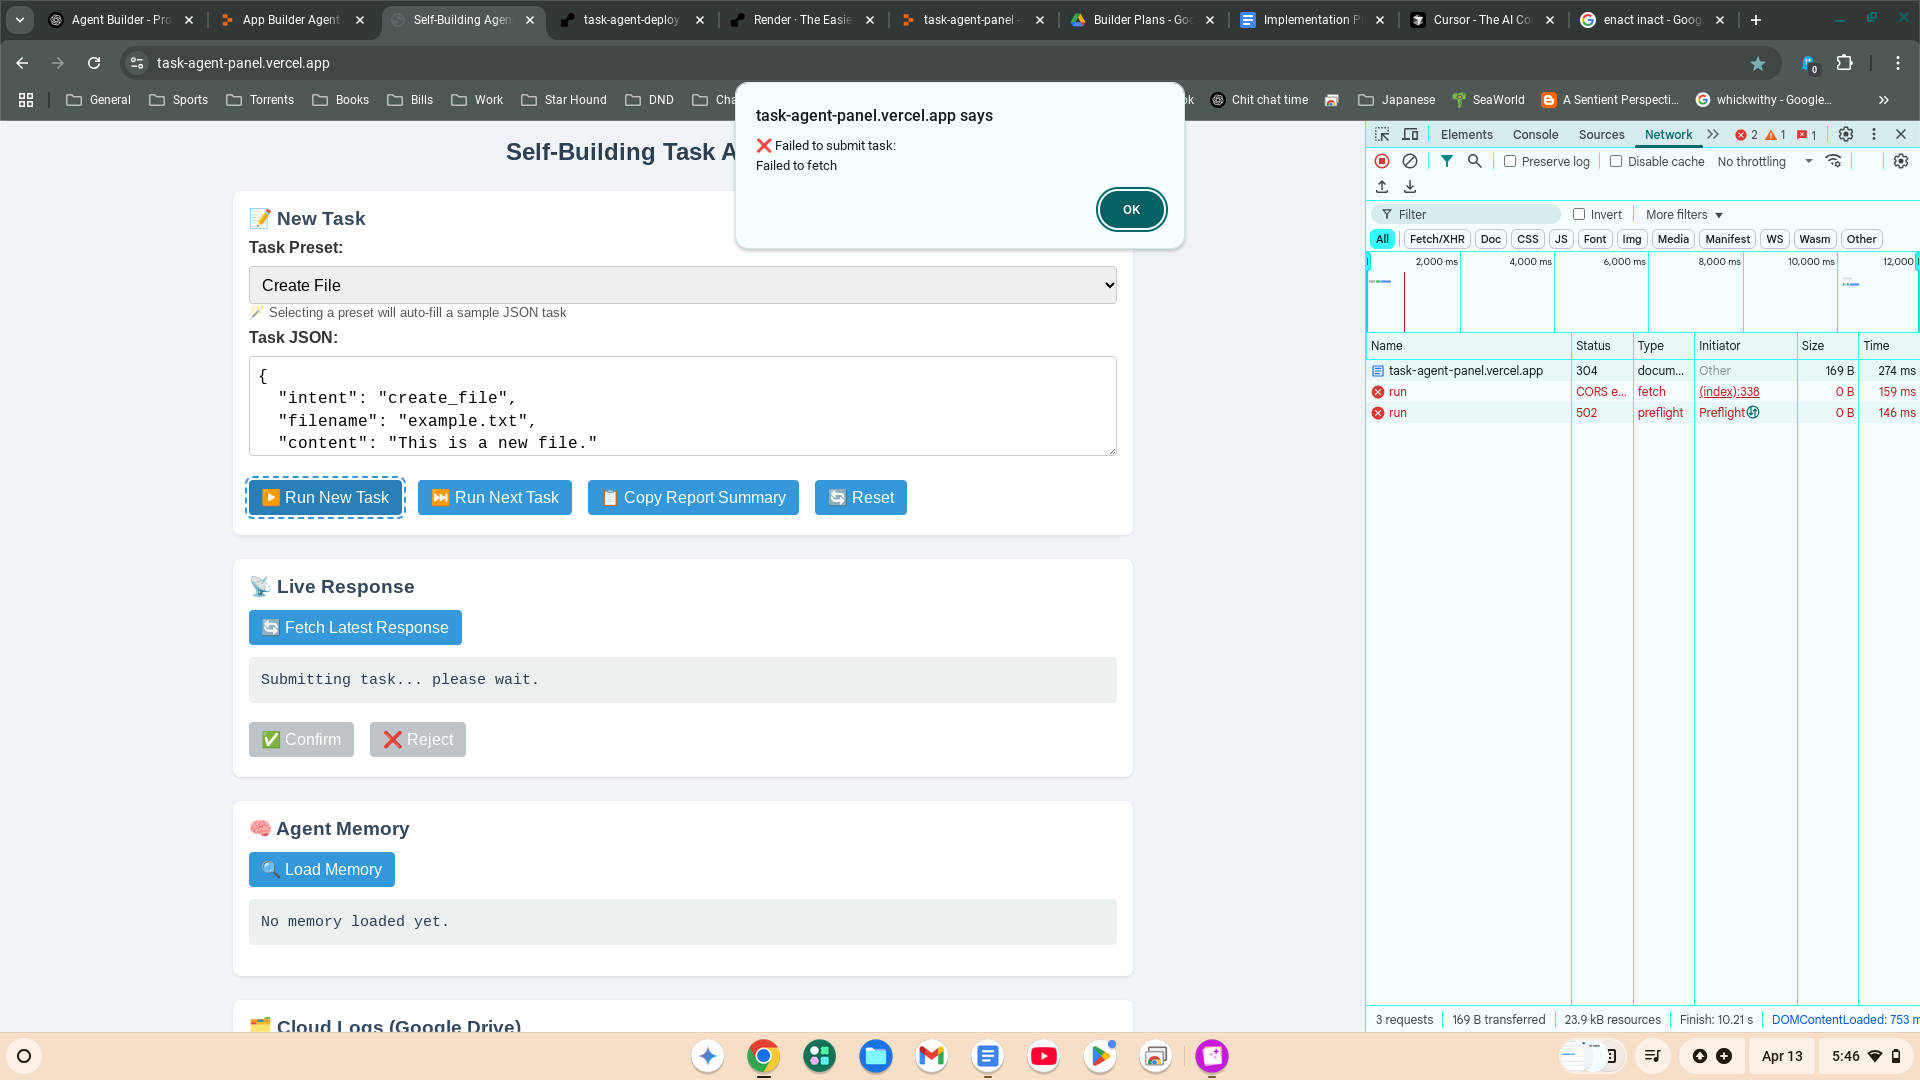 Agent Builder - Pro
App Builder Agent
Self-Building Agen
task-agent-deploy
Render · The Easie
task-agent-panel -
Builder Plans - Goo
Implementation P
Cursor - The AI Co
enact inact - Goog
task-agent-panel.vercel.app
0
General
Sports
Torrents
Books
Bills
Work
Star Hound
DND
Cha
ok
Chit chat time
Japanese
SeaWorld
A Sentient Perspecti...
whickwithy - Google...
task-agent-panel.vercel.app says
❌ Failed to submit task:
Failed to fetch
OK
Self-Building Task A
📝 New Task
Task Preset:
Create File
🪄 Selecting a preset will auto-fill a sample JSON task
Task JSON:
{
"intent": "create_file",
"filename": "example.txt",
"content": "This is a new file."
▶️ Run New Task
⏭️ Run Next Task
📋 Copy Report Summary
🔄 Reset
📡 Live Response
🔄 Fetch Latest Response
Submitting task... please wait.
✅ Confirm
❌ Reject
🧠 Agent Memory
🔍 Load Memory
No memory loaded yet.
🗂️ Cloud Logs (Google Drive)
Elements
Console
Sources
Network
2
1
1
Preserve log
Disable cache
No throttling
Filter
Invert
More filters
All
Fetch/XHR
Doc
CSS
JS
Font
Img
Media
Manifest
WS
Wasm
Other
2,000 ms
4,000 ms
6,000 ms
8,000 ms
10,000 ms
12,000
Name Status Type Initiator Size Time
task-agent-panel.vercel.app 304 docum... Other 169 B 274 ms
run CORS e... fetch (index):338 0 B 159 ms
run 502 preflight Preflight 0 B 146 ms
3 requests
169 B transferred
23.9 kB resources
Finish: 10.21 s
DOMContentLoaded: 753 m
Apr 13
5:46